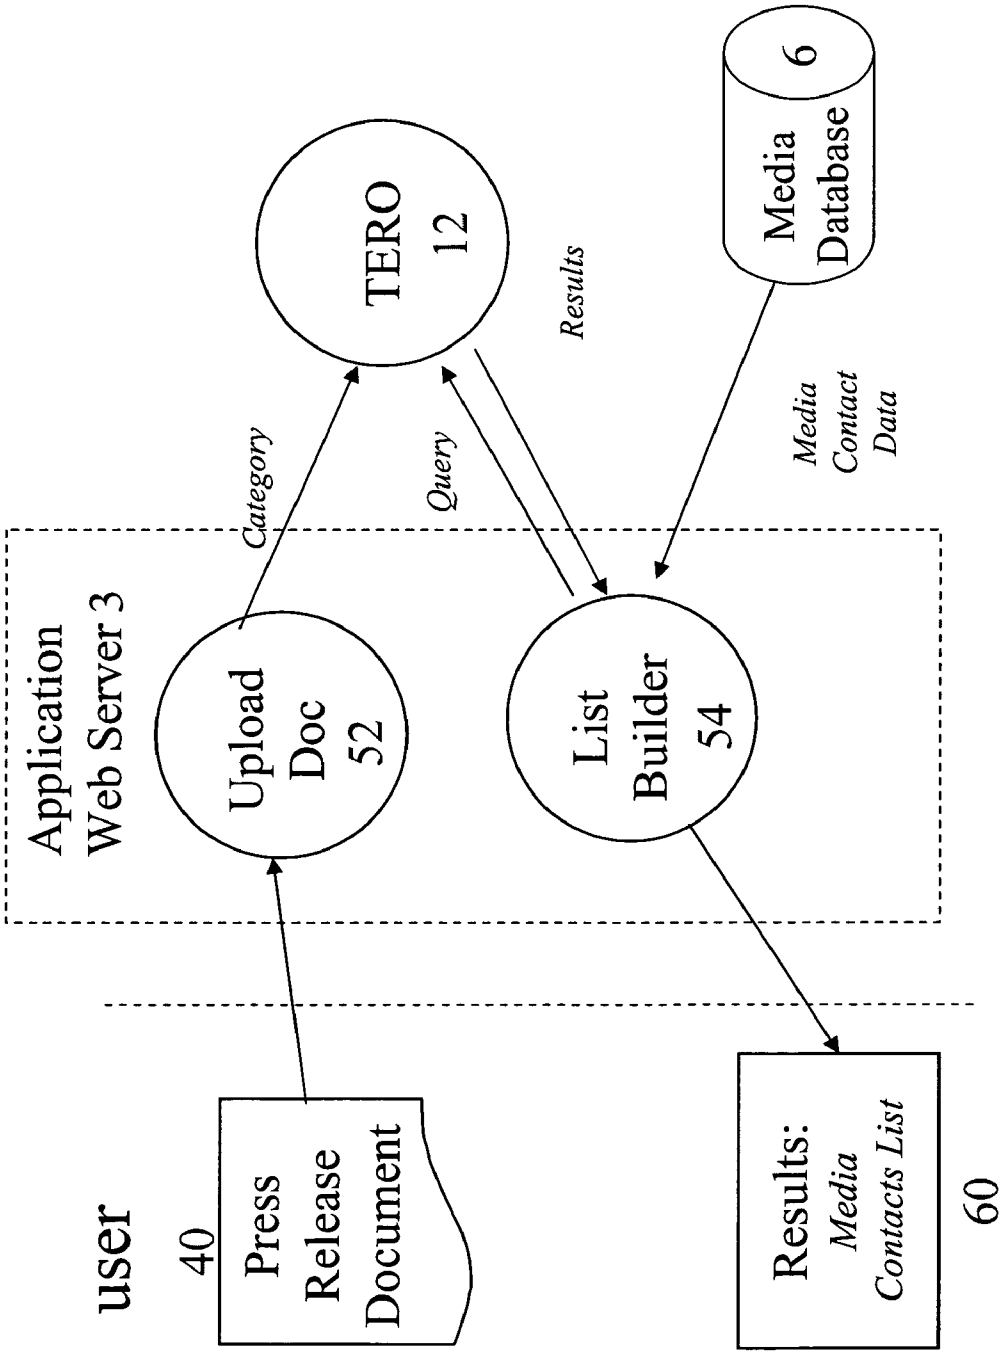 user
40
Press
Release
Document
Application
Web Server 3
Upload
Doc
52
Category
TERO
12
Query
Results
List
Builder
54
Media
Contact
Data
Media
Database
6
Results:
Media
Contacts List
60